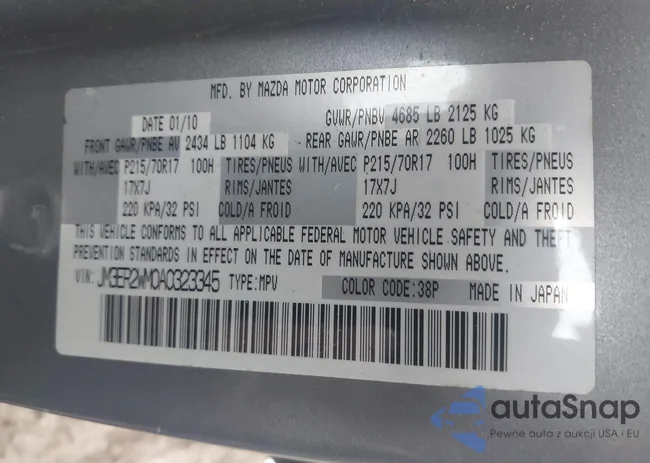 MFD. BY MAZDA MOTOR CORPORATION
DATE 01/10 GVWR/PNBV 4685 LB 2125 KG
FRONT GAWR/PNBE AV 2434 LB 1104 KG REAR GAWR/PNBE AR 2260 LB 1025 KG
WITH/AVEC P215/70R17 100H TIRES/PNEUS WITH/AVEC P215/70R17 100H TIRES/PNEUS
17X7J RIMS/JANTES 17X7J RIMS/JANTES
220 KPA/32 PSI COLD/A FROID 220 KPA/32 PSI COLD/A FROID
THIS VEHICLE CONFORMS TO ALL APPLICABLE FEDERAL MOTOR VEHICLE SAFETY AND THEFT
PREVENTION STANDARDS IN EFFECT ON THE DATE OF MANUFACTURE SHOWN ABOVE.
VIN: JM3ER2WM0A0323345 TYPE:MPV COLOR CODE:38P MADE IN JAPAN
autaSnap
Pewne auta z aukcji USA i EU